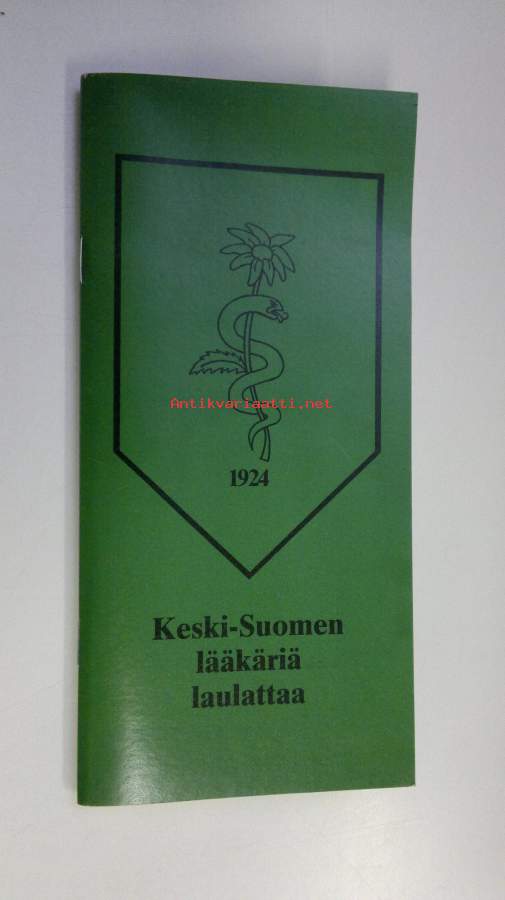 Antikvariaatti.net
1924
Keski-Suomen
lääkäriä
laulattaa